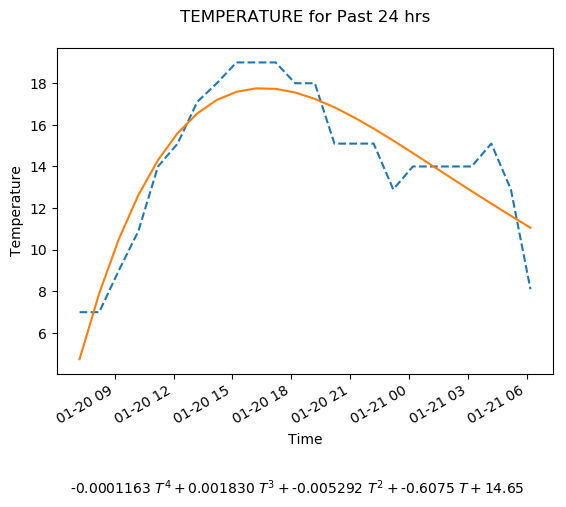 TEMPERATURE for Past 24 hrs
Temperature
18
16
14
12
10
8
6
01-20 09 01-20 12 01-20 15 01-20 18 01-20 21 01-21 00 01-21 03 01-21 06
Time
-0.0001163 T^4 + 0.001830 T^3 + -0.005292 T^2 + -0.6075 T + 14.65